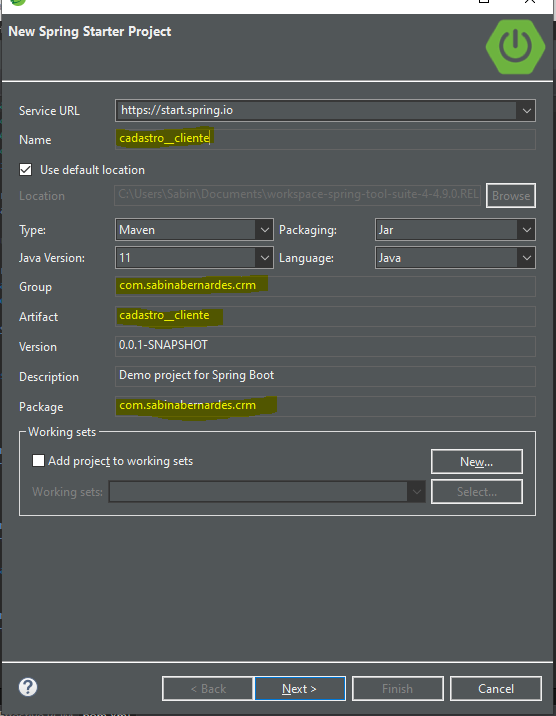 New Spring Starter Project
Service URL https://start.spring.io
Name cadastro__cliente
Use default location
Location C:\Users\Sabin\Documents\workspace-spring-tool-suite-4-4.9.0.REL Browse
Type: Maven Packaging: Jar
Java Version: 11 Language: Java
Group com.sabinabernardes.crm
Artifact cadastro__cliente
Version 0.0.1-SNAPSHOT
Description Demo project for Spring Boot
Package com.sabinabernardes.crm
Working sets
Add project to working sets New...
Working sets: Select...
? < Back Next > Finish Cancel